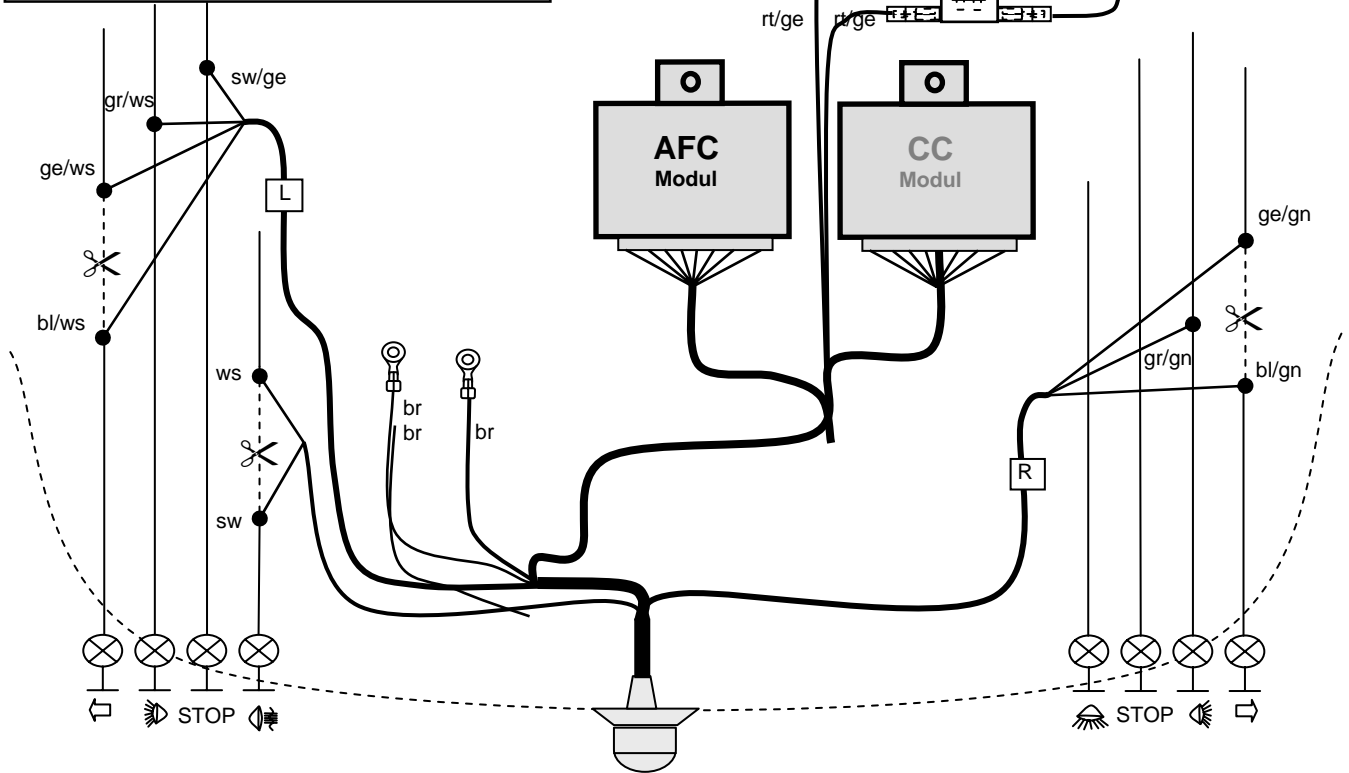 rt/ge
rt/ge
sw/ge
gr/ws
AFC
Modul
CC
Modul
ge/ws
L
ge/gn
bl/ws
gr/gn
bl/gn
ws
br
br
br
R
sw
STOP
STOP